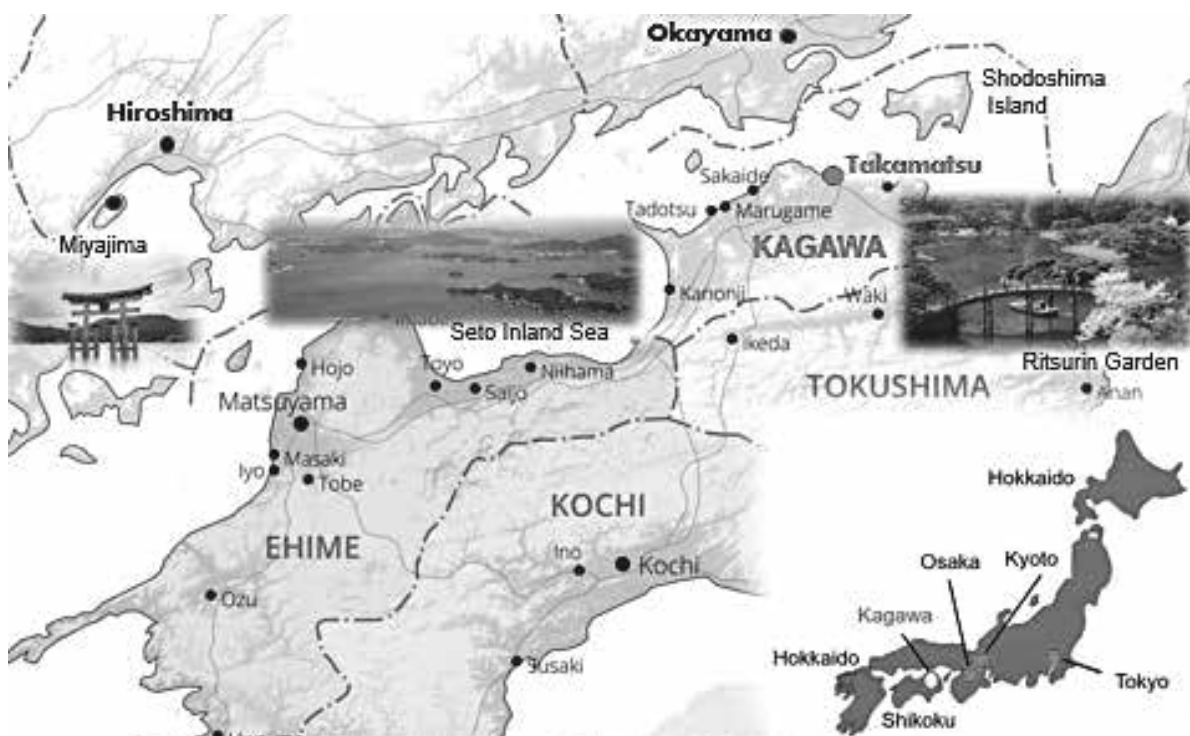 Okayama
Shodoshima
Island
Hiroshima
Takamatsu
Sakaide
Tadotsu
Marugame
Miyajima
KAGAWA
Kanonji
Waki
Seto Inland Sea
Ikeda
Ritsurin Garden
Hojo
Toyo
Niihama
Saijo
TOKUSHIMA
Anan
Matsuyama
Masaki
Iyo
Tobe
KOCHI
EHIME
Ino
Kochi
Ozu
Susaki
Hokkaido
Osaka
Kyoto
Kagawa
Hokkaido
Tokyo
Shikoku